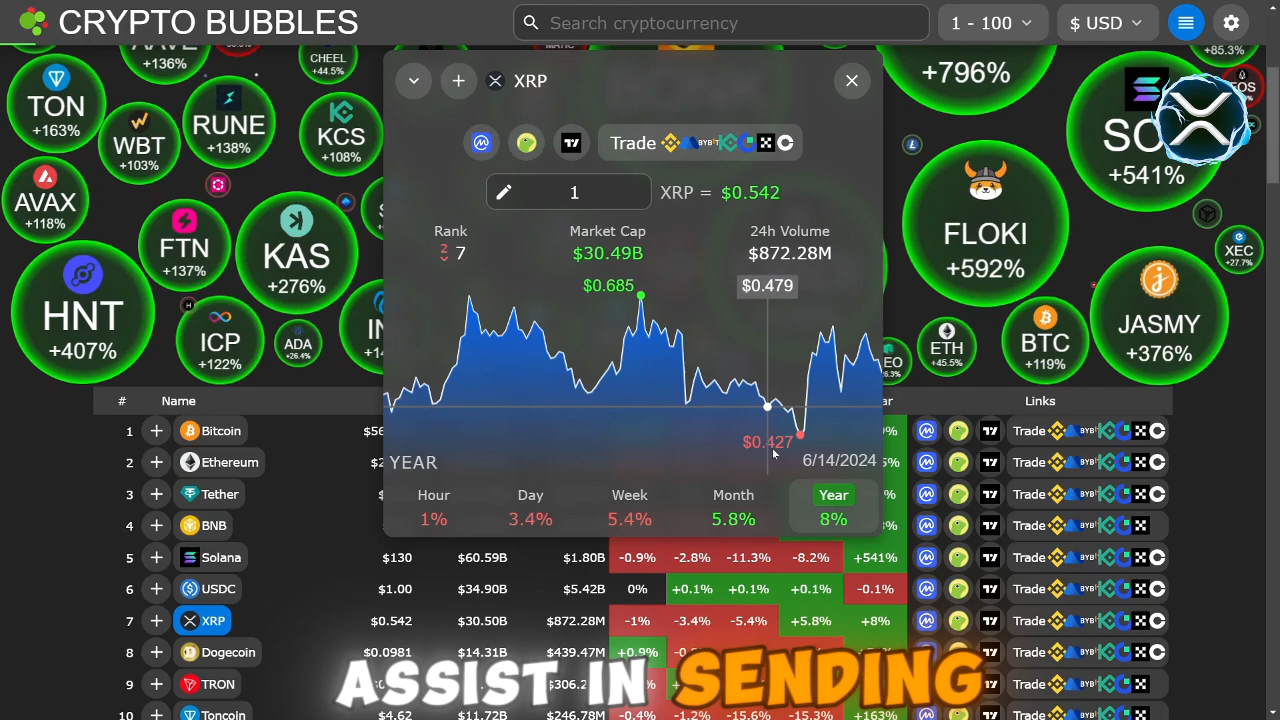 CRYPTO BUBBLES
Search cryptocurrency
1 - 100
$ USD
+136%
CHEEL
+44.5%
+796%
+85.3%
XRP
TON
+163%
WBT
+103%
RUNE
+138%
KCS
+108%
Trade
+541%
EOS
AVAX
+118%
1
XRP = $0.542
FTN
+137%
KAS
+276%
Rank
7
Market Cap
$30.49B
24h Volume
$872.28M
FLOKI
+592%
XEC
+27.7%
HNT
+407%
ICP
+122%
ADA
+26.4%
$0.685
$0.479
ETH
+45.5%
BTC
+119%
JASMY
+376%
$0.427
YEAR
6/14/2024
Hour
Day
Week
Month
Year
1%
3.4%
5.4%
5.8%
8%
# Name Links
1 Bitcoin Trade
2 Ethereum Trade
3 Tether Trade
4 BNB Trade
5 Solana $130 $60.59B $1.80B -0.9% -2.8% -11.3% -8.2% +541% Trade
6 USDC $1.00 $34.90B $5.42B 0% +0.1% +0.1% +0.1% -0.1% Trade
7 XRP $0.542 $30.50B $872.28M -1% -3.4% -5.4% +5.8% +8% Trade
8 Dogecoin $0.0981 $14.31B $439.47M +0.9% Trade
9 TRON Trade
10 Toncoin $4.62 $11.72B $246.78M -0.4% -1.2% -15.6% -15.3% +163% Trade
ASSIST IN SENDING